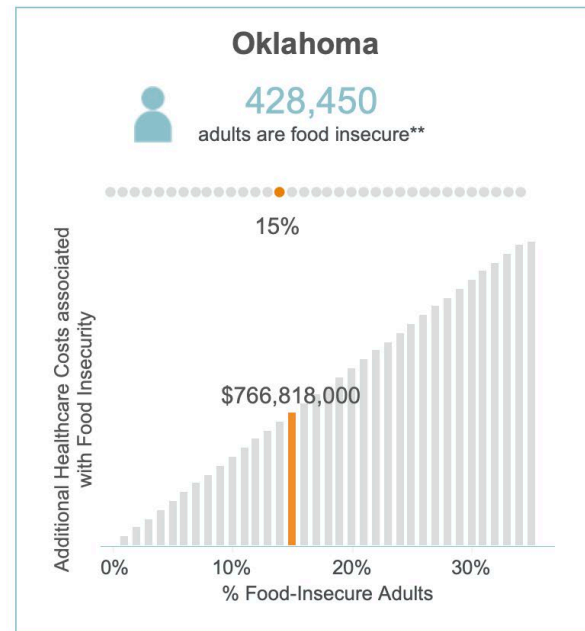 Oklahoma
428,450
adults are food insecure**
15%
Additional Healthcare Costs associated
with Food Insecurity
$766,818,000
0%
10%
20%
30%
% Food-Insecure Adults